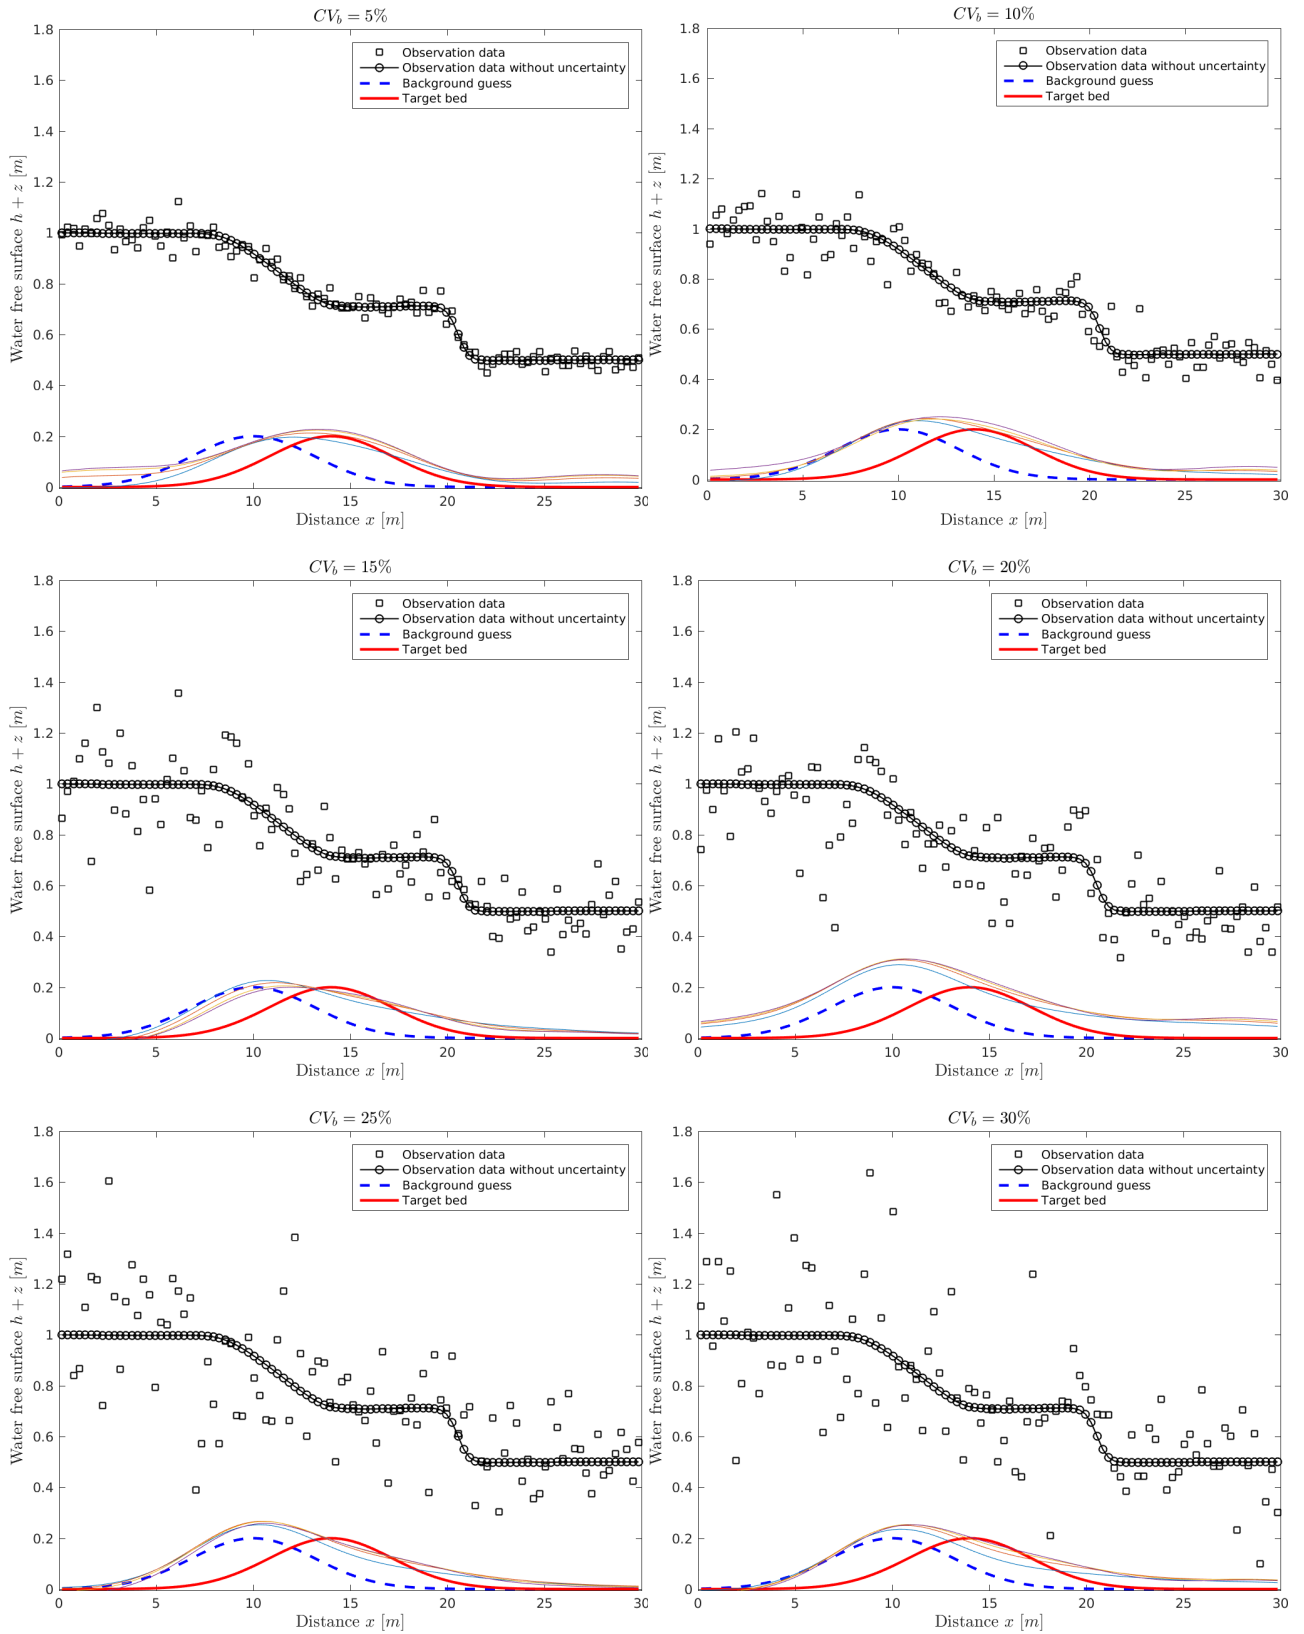 CV_b = 5%
1.8
1.6
1.4
1.2
1
0.8
0.6
0.4
0.2
0
Observation data
Observation data without uncertainty
Background guess
Target bed
Water free surface h + z [m]
0 5 10 15 20 25 30
Distance x [m]
CV_b = 10%
1.8
1.6
1.4
1.2
1
0.8
0.6
0.4
0.2
0
Observation data
Observation data without uncertainty
Background guess
Target bed
Water free surface h + z [m]
0 5 10 15 20 25 30
Distance x [m]
CV_b = 15%
1.8
1.6
1.4
1.2
1
0.8
0.6
0.4
0.2
0
Observation data
Observation data without uncertainty
Background guess
Target bed
Water free surface h + z [m]
0 5 10 15 20 25 30
Distance x [m]
CV_b = 20%
1.8
1.6
1.4
1.2
1
0.8
0.6
0.4
0.2
0
Observation data
Observation data without uncertainty
Background guess
Target bed
Water free surface h + z [m]
0 5 10 15 20 25 30
Distance x [m]
CV_b = 25%
1.8
1.6
1.4
1.2
1
0.8
0.6
0.4
0.2
0
Observation data
Observation data without uncertainty
Background guess
Target bed
Water free surface h + z [m]
0 5 10 15 20 25 30
Distance x [m]
CV_b = 30%
1.8
1.6
1.4
1.2
1
0.8
0.6
0.4
0.2
0
Observation data
Observation data without uncertainty
Background guess
Target bed
Water free surface h + z [m]
0 5 10 15 20 25 30
Distance x [m]